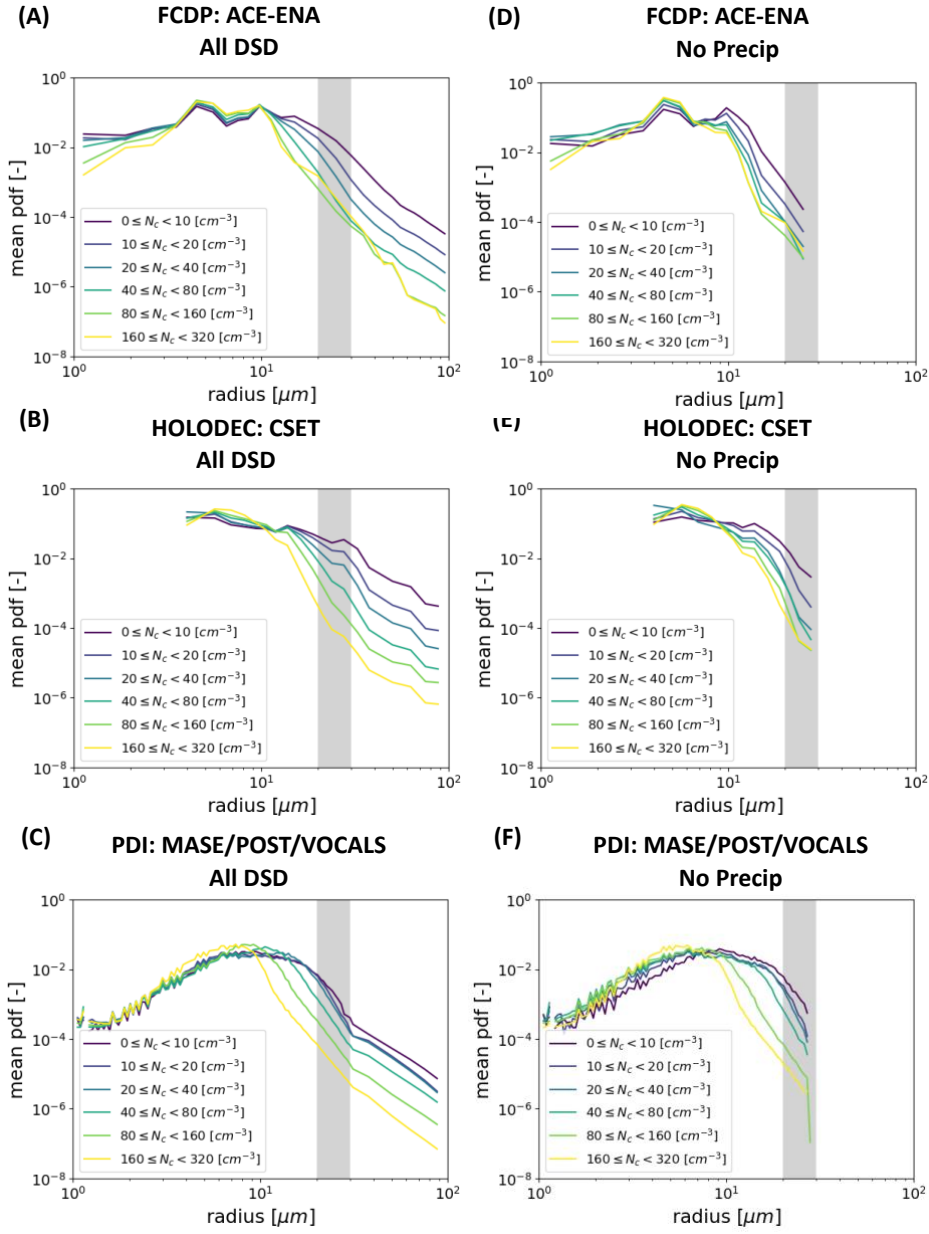 (A)
FCDP: ACE-ENA
All DSD
10^0
10^-2
10^-4
10^-6
10^-8
mean pdf [-]
0 ≤ N_c < 10 [cm^-3]
10 ≤ N_c < 20 [cm^-3]
20 ≤ N_c < 40 [cm^-3]
40 ≤ N_c < 80 [cm^-3]
80 ≤ N_c < 160 [cm^-3]
160 ≤ N_c < 320 [cm^-3]
10^0 10^1 10^2
radius [μm]
(D)
FCDP: ACE-ENA
No Precip
10^0
10^-2
10^-4
10^-6
10^-8
mean pdf [-]
0 ≤ N_c < 10 [cm^-3]
10 ≤ N_c < 20 [cm^-3]
20 ≤ N_c < 40 [cm^-3]
40 ≤ N_c < 80 [cm^-3]
80 ≤ N_c < 160 [cm^-3]
160 ≤ N_c < 320 [cm^-3]
10^0 10^1 10^2
radius [μm]
(B)
HOLODEC: CSET
All DSD
10^0
10^-2
10^-4
10^-6
10^-8
mean pdf [-]
0 ≤ N_c < 10 [cm^-3]
10 ≤ N_c < 20 [cm^-3]
20 ≤ N_c < 40 [cm^-3]
40 ≤ N_c < 80 [cm^-3]
80 ≤ N_c < 160 [cm^-3]
160 ≤ N_c < 320 [cm^-3]
10^0 10^1 10^2
radius [μm]
(E)
HOLODEC: CSET
No Precip
10^0
10^-2
10^-4
10^-6
10^-8
mean pdf [-]
0 ≤ N_c < 10 [cm^-3]
10 ≤ N_c < 20 [cm^-3]
20 ≤ N_c < 40 [cm^-3]
40 ≤ N_c < 80 [cm^-3]
80 ≤ N_c < 160 [cm^-3]
160 ≤ N_c < 320 [cm^-3]
10^0 10^1 10^2
radius [μm]
(C)
PDI: MASE/POST/VOCALS
All DSD
10^0
10^-2
10^-4
10^-6
10^-8
mean pdf [-]
0 ≤ N_c < 10 [cm^-3]
10 ≤ N_c < 20 [cm^-3]
20 ≤ N_c < 40 [cm^-3]
40 ≤ N_c < 80 [cm^-3]
80 ≤ N_c < 160 [cm^-3]
160 ≤ N_c < 320 [cm^-3]
10^0 10^1 10^2
radius [μm]
(F)
PDI: MASE/POST/VOCALS
No Precip
10^0
10^-2
10^-4
10^-6
10^-8
mean pdf [-]
0 ≤ N_c < 10 [cm^-3]
10 ≤ N_c < 20 [cm^-3]
20 ≤ N_c < 40 [cm^-3]
40 ≤ N_c < 80 [cm^-3]
80 ≤ N_c < 160 [cm^-3]
160 ≤ N_c < 320 [cm^-3]
10^0 10^1 10^2
radius [μm]